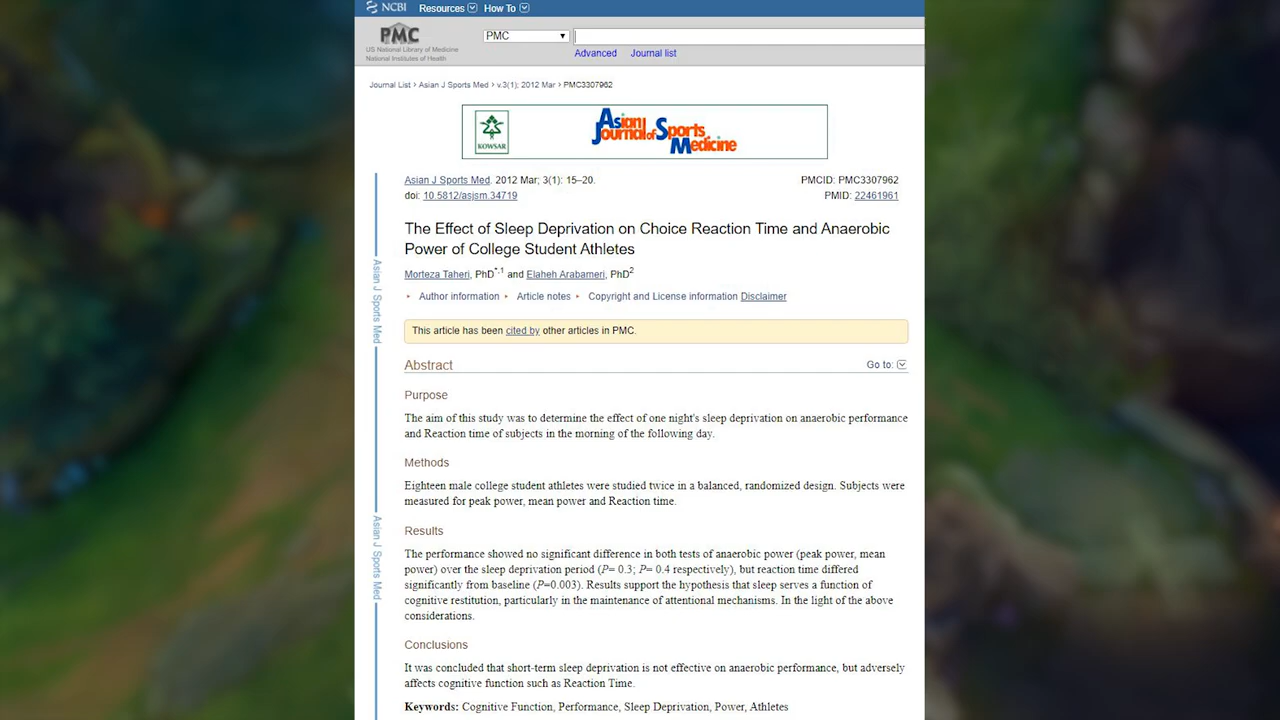 NCBI Resources How To
PMC
US National Library of Medicine
National Institutes of Health
PMC
Advanced Journal list
Journal List > Asian J Sports Med > v.3(1); 2012 Mar > PMC3307962
KOWSAR
Asian
Journal of Sports
Medicine
Asian J Sports Med. 2012 Mar; 3(1): 15–20.
PMCID: PMC3307962
doi: 10.5812/asjsm.34719
PMID: 22461961
The Effect of Sleep Deprivation on Choice Reaction Time and Anaerobic
Power of College Student Athletes
Morteza Taheri, PhD*,1 and Elaheh Arabameri, PhD2
Author information Article notes Copyright and License information Disclaimer
This article has been cited by other articles in PMC.
Abstract
Go to:
Purpose
The aim of this study was to determine the effect of one night's sleep deprivation on anaerobic performance
and Reaction time of subjects in the morning of the following day.
Methods
Eighteen male college student athletes were studied twice in a balanced, randomized design. Subjects were
measured for peak power, mean power and Reaction time.
Results
The performance showed no significant difference in both tests of anaerobic power (peak power, mean
power) over the sleep deprivation period (P= 0.3; P= 0.4 respectively), but reaction time differed
significantly from baseline (P=0.003). Results support the hypothesis that sleep serves a function of
cognitive restitution, particularly in the maintenance of attentional mechanisms. In the light of the above
considerations.
Conclusions
It was concluded that short-term sleep deprivation is not effective on anaerobic performance, but adversely
affects cognitive function such as Reaction Time.
Keywords: Cognitive Function, Performance, Sleep Deprivation, Power, Athletes
Asian J Sports Med
Asian J Sports Med